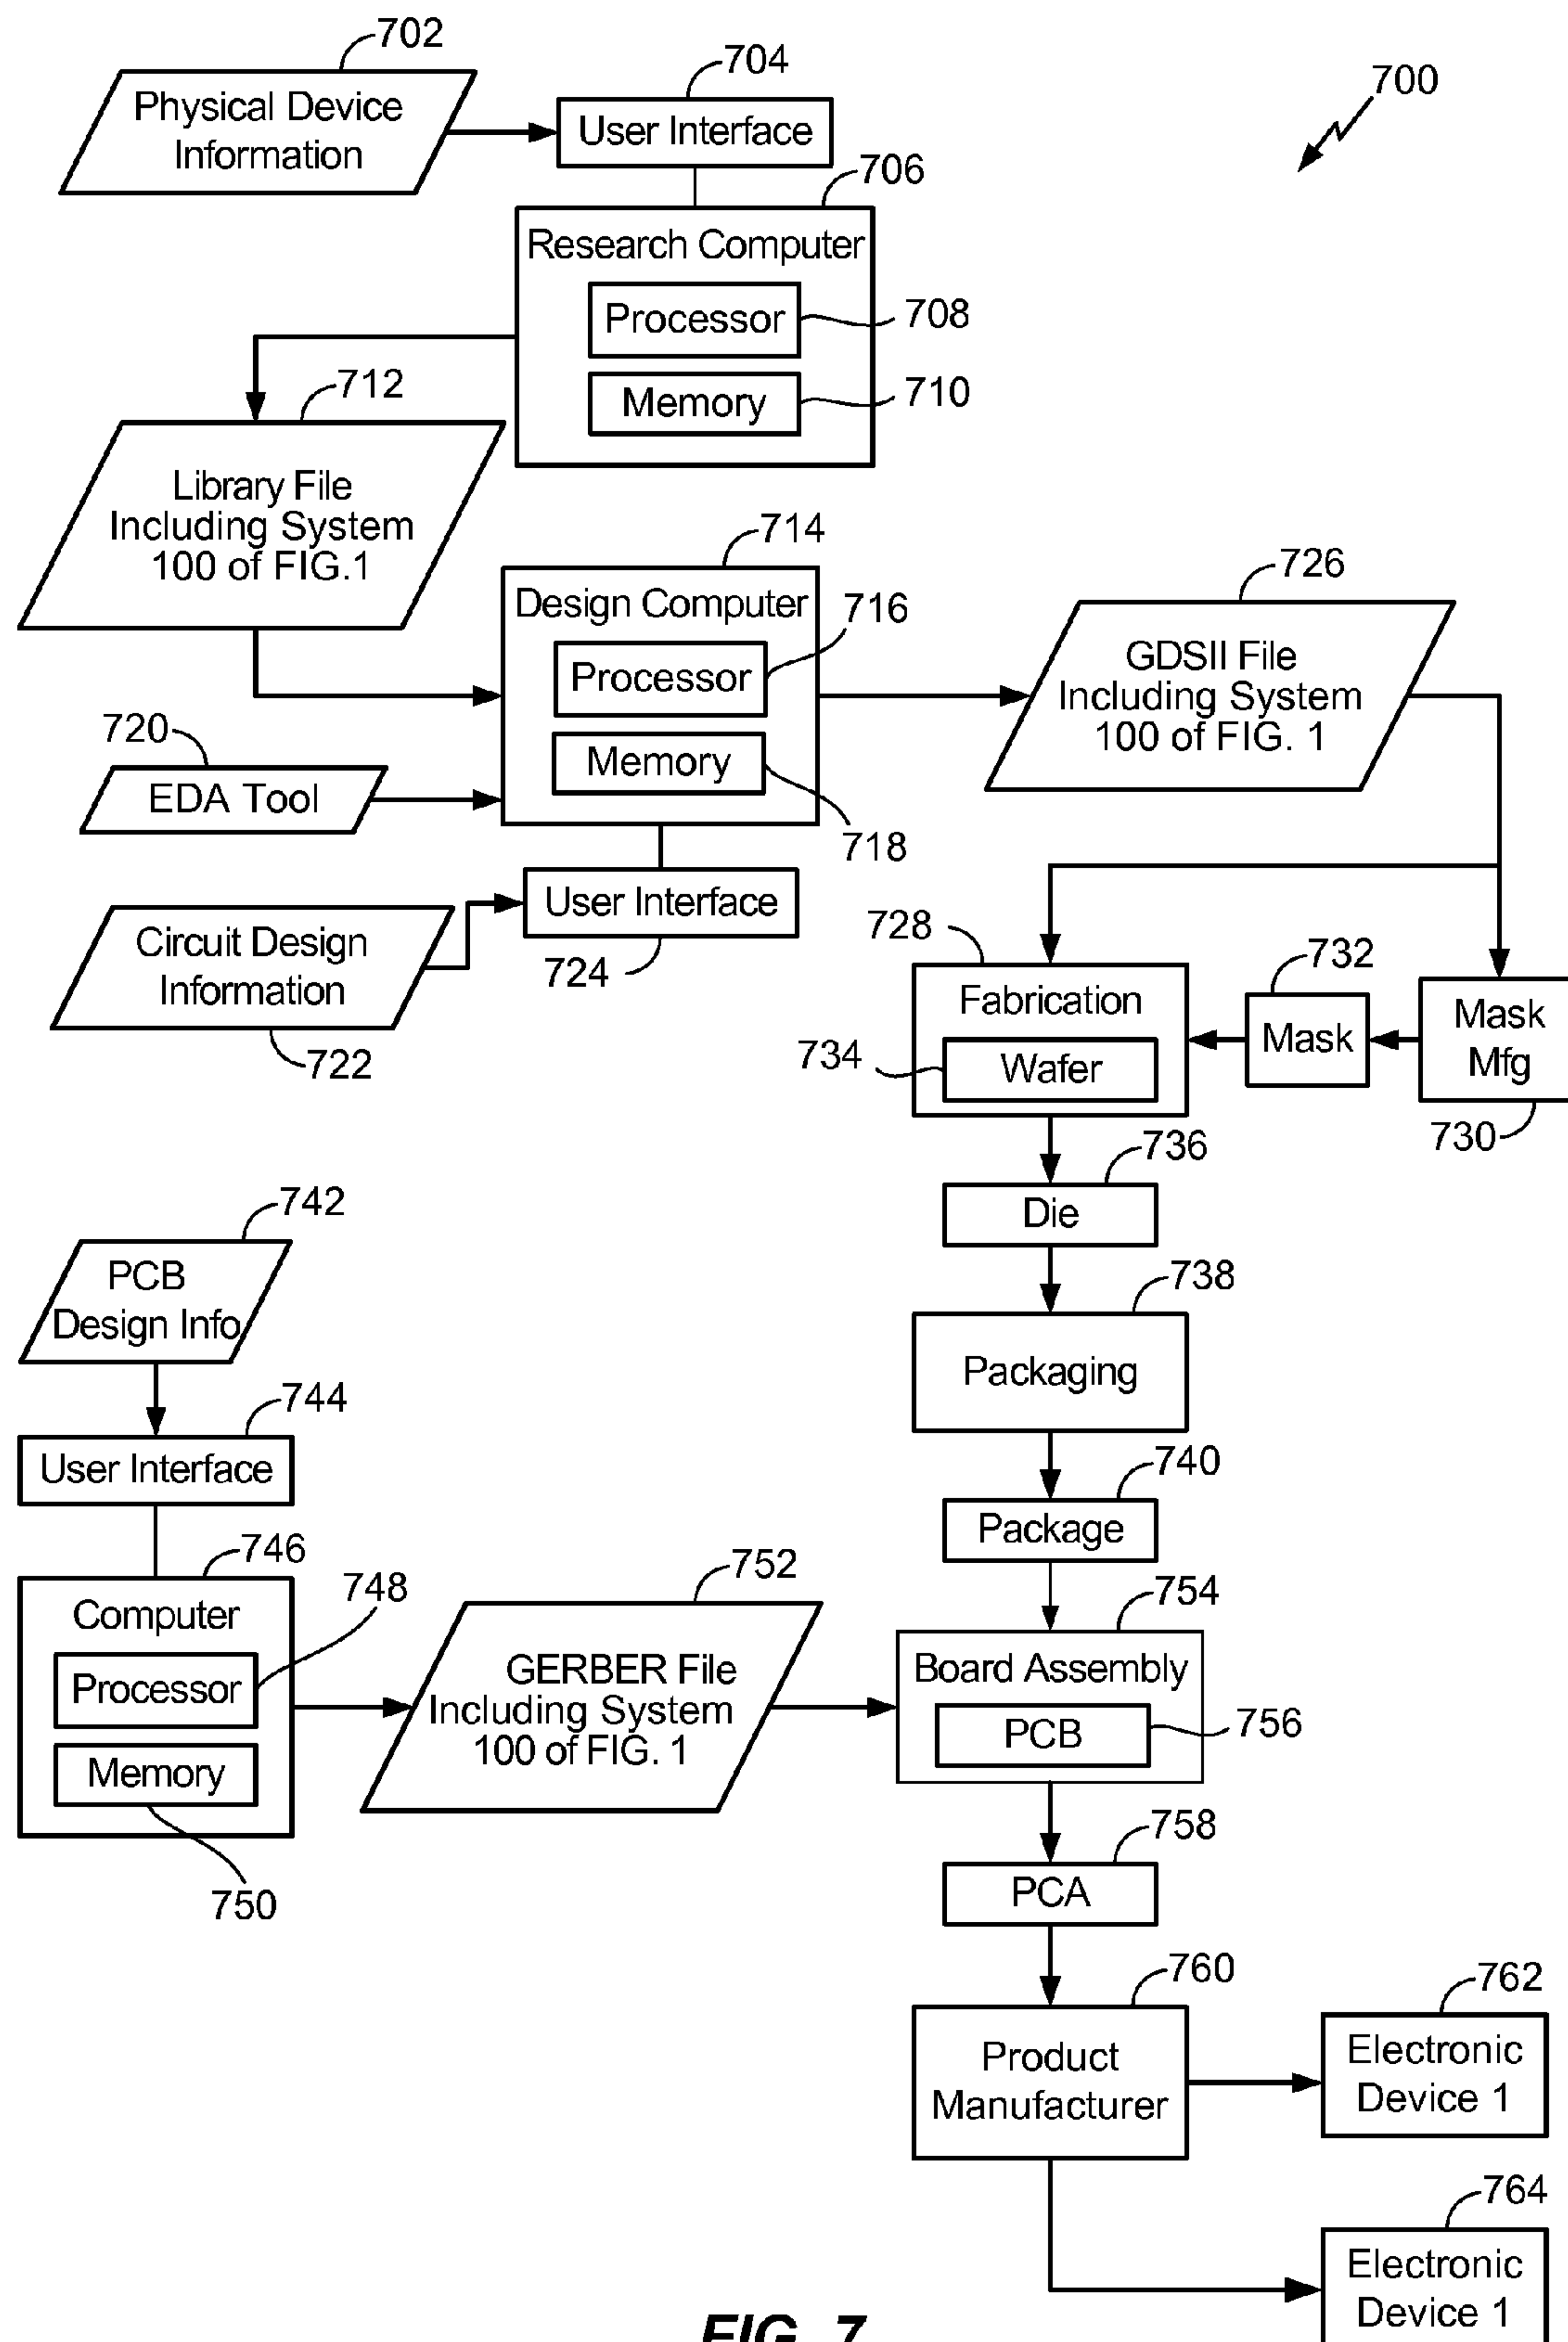 702
Physical Device
Information
704
User Interface
700
706
Research Computer
Processor
708
Memory
710
712
Library File
Including System
100 of FIG.1
714
Design Computer
716
Processor
Memory
718
720
EDA Tool
726
GDSII File
Including System
100 of FIG. 1
Circuit Design
Information
722
User Interface
724
728
Fabrication
734
Wafer
732
Mask
Mask
Mfg
730
736
Die
738
Packaging
740
Package
742
PCB
Design Info
744
User Interface
746
Computer
748
Processor
Memory
750
752
GERBER File
Including System
100 of FIG. 1
754
Board Assembly
PCB
756
758
PCA
760
Product
Manufacturer
762
Electronic
Device 1
764
Electronic
Device 1
FIG. 7